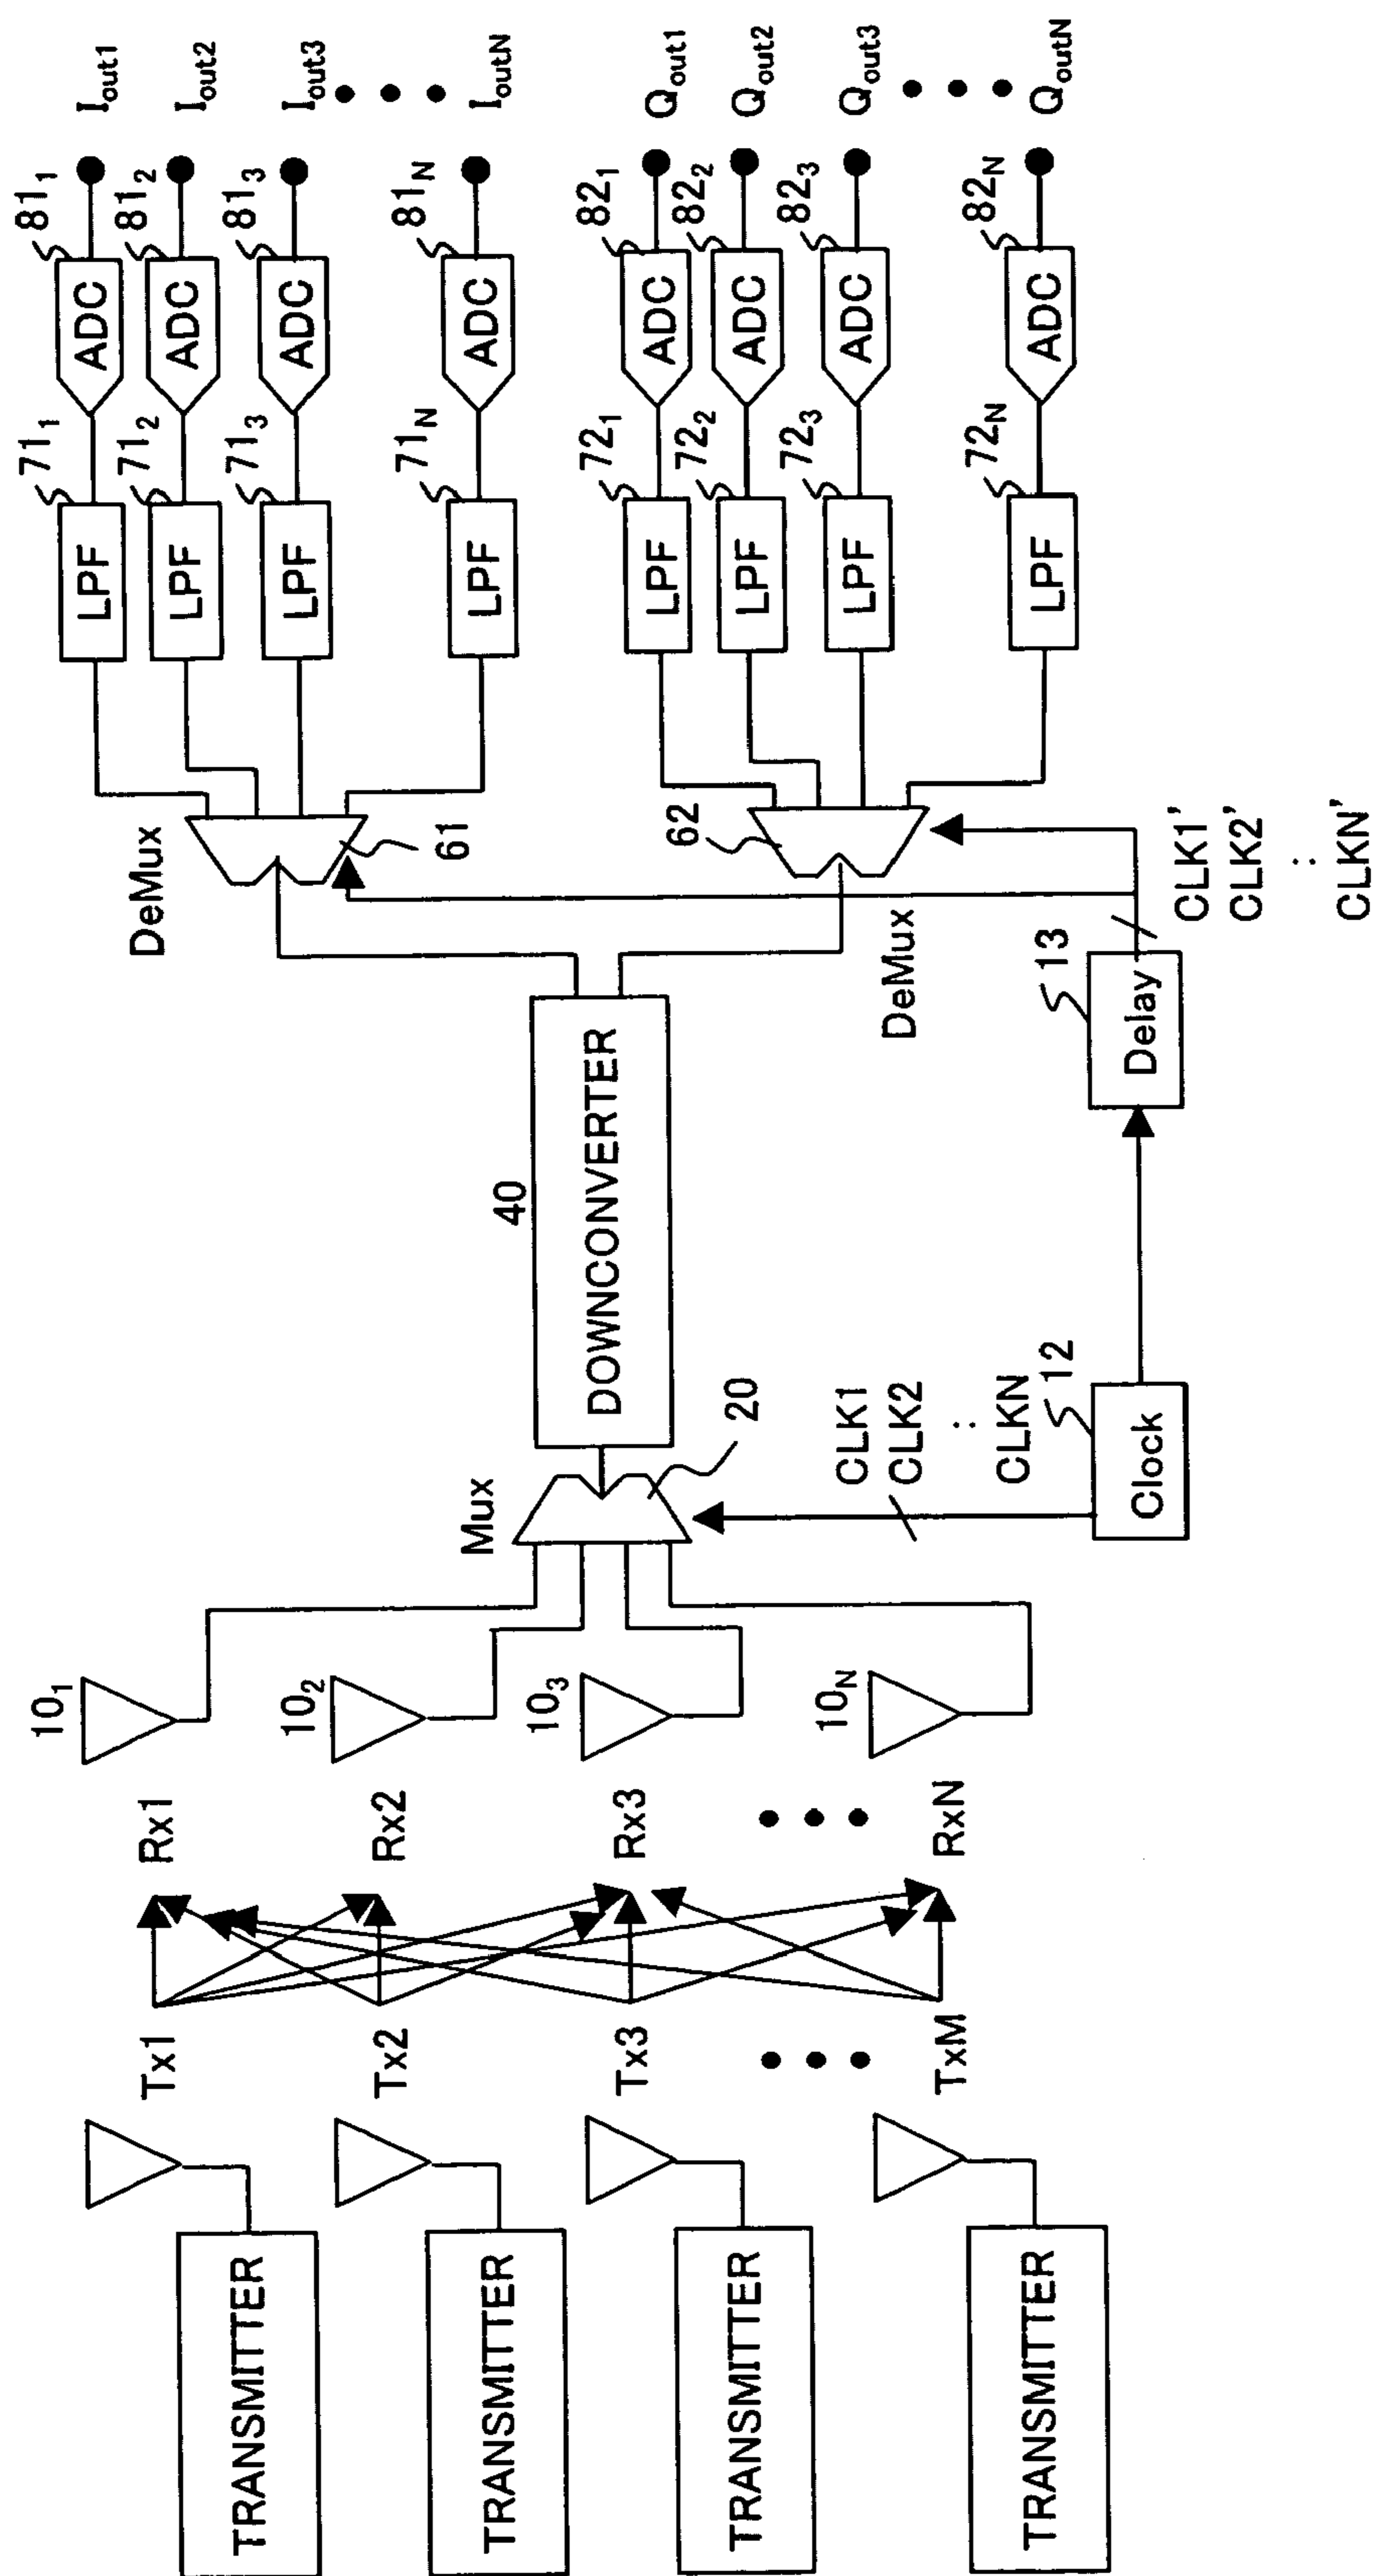 TRANSMITTER
TRANSMITTER
TRANSMITTER
TRANSMITTER
Tx1
Tx2
Tx3
TxM
Rx1
Rx2
Rx3
RxN
10₁
10₂
10₃
10N
Mux
20
CLK1
CLK2
:
CLKN
12
Clock
40
DOWNCONVERTER
13
Delay
CLK1'
CLK2'
:
CLKN'
DeMux
61
DeMux
62
LPF
71₁
LPF
71₂
LPF
71₃
LPF
71N
LPF
72₁
LPF
72₂
LPF
72₃
LPF
72N
ADC
81₁
ADC
81₂
ADC
81₃
ADC
81N
ADC
82₁
ADC
82₂
ADC
82₃
ADC
82N
Iout1
Iout2
Iout3
IoutN
Qout1
Qout2
Qout3
QoutN